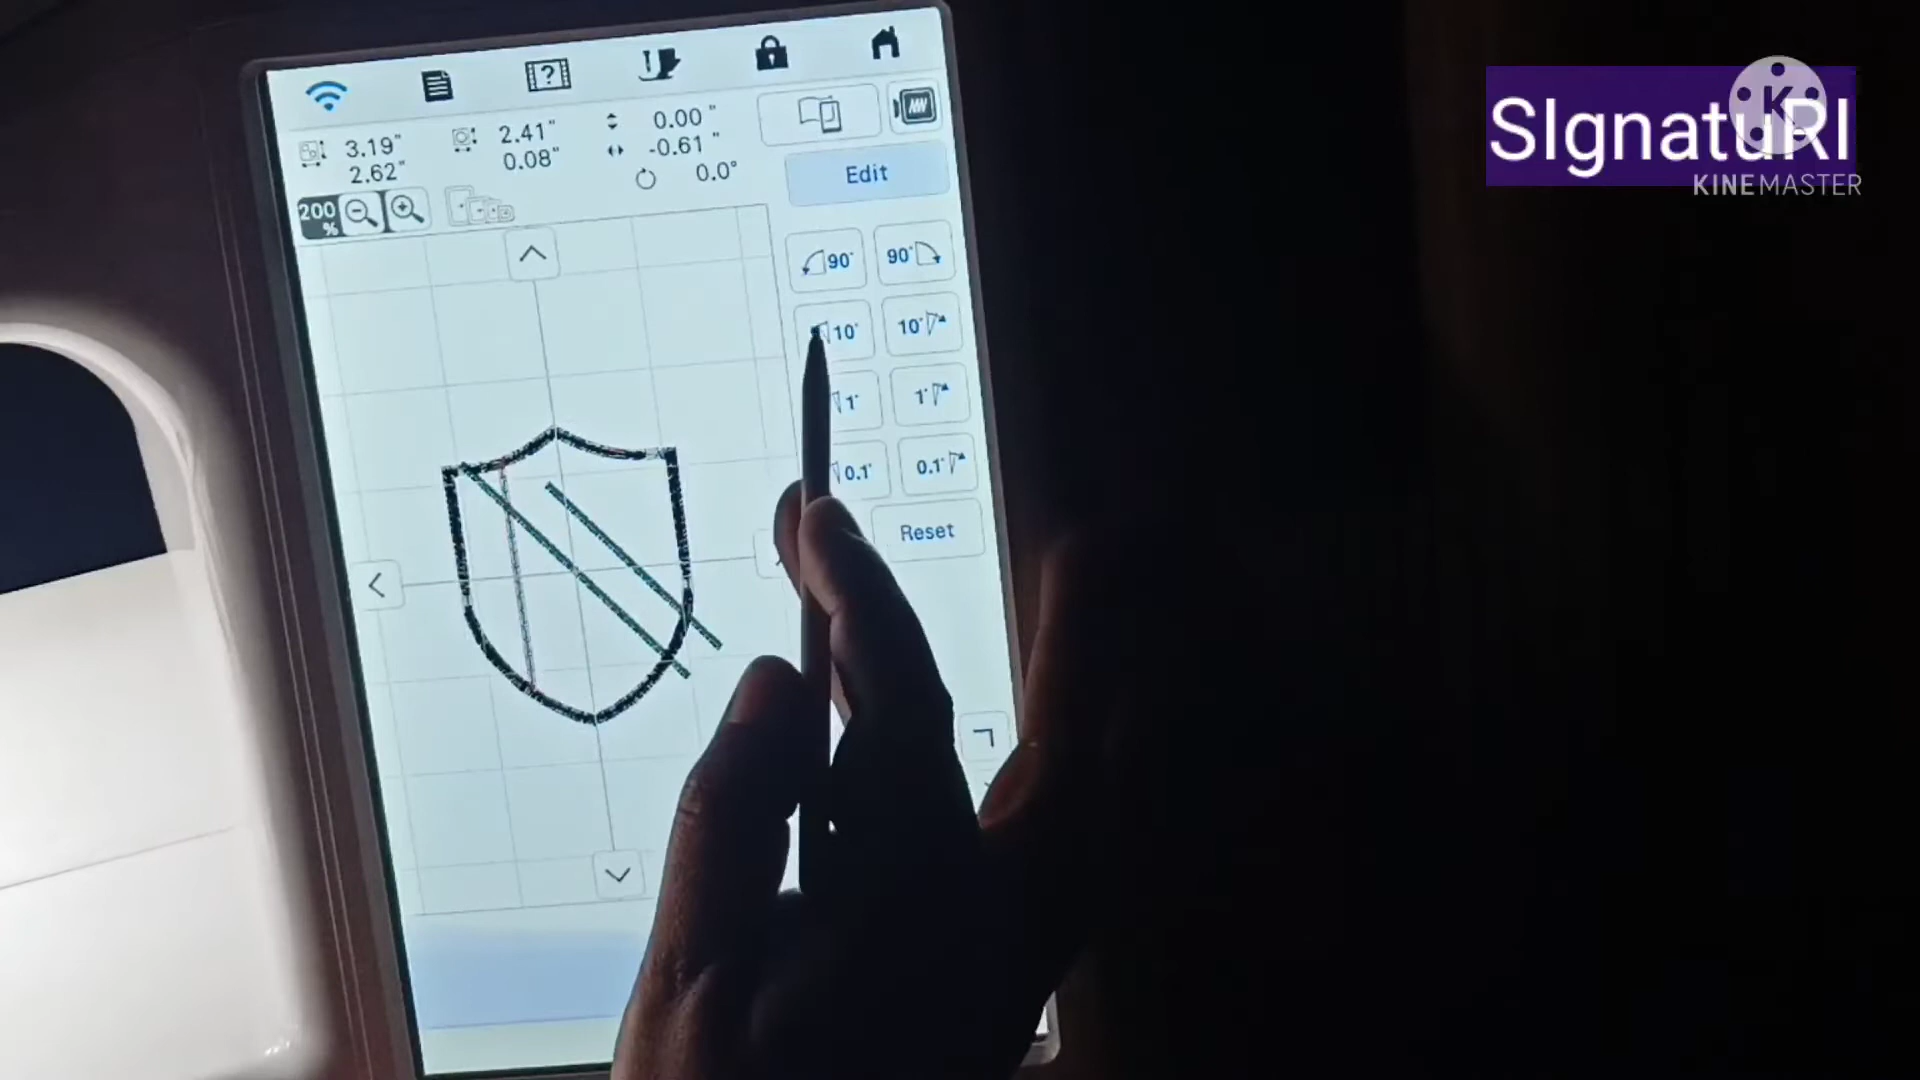 SIgnatuRI
KINEMASTER
3.19" 2.41" 0.00 "
2.62" 0.08" -0.61 "
0.0°
Edit
200
%
90° 90°
10° 10°
1° 1°
0.1° 0.1°
Reset